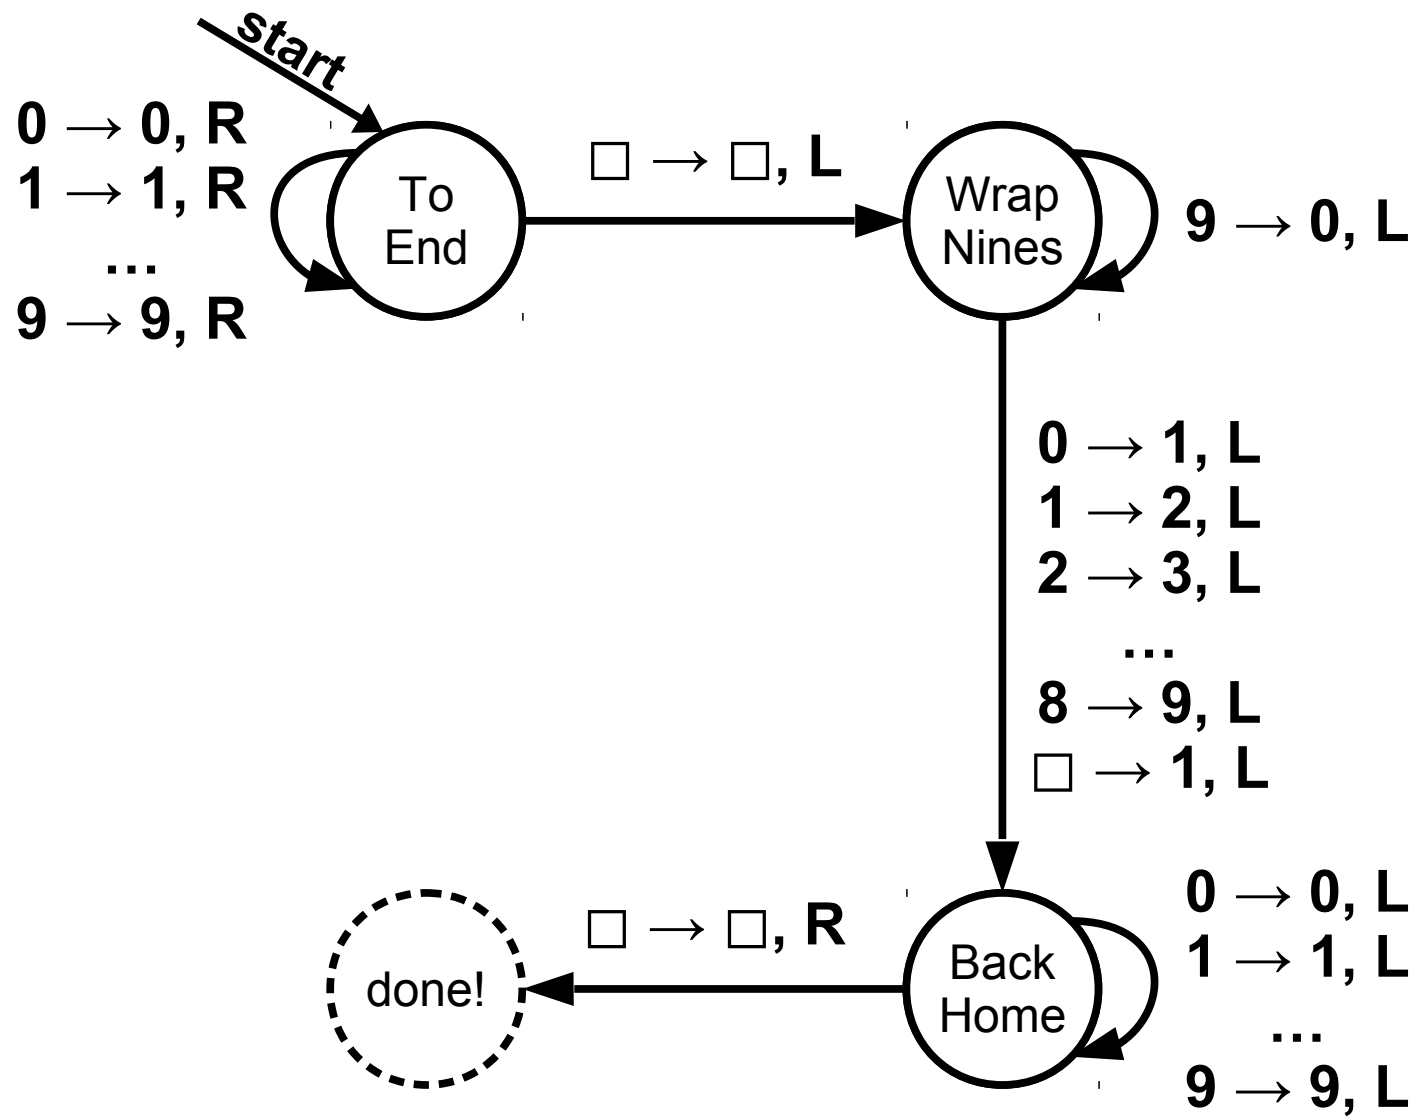 start
0 → 0, R
1 → 1, R
...
9 → 9, R
To
End
□ → □, L
Wrap
Nines
9 → 0, L
0 → 1, L
1 → 2, L
2 → 3, L
...
8 → 9, L
□ → 1, L
done!
□ → □, R
Back
Home
0 → 0, L
1 → 1, L
...
9 → 9, L